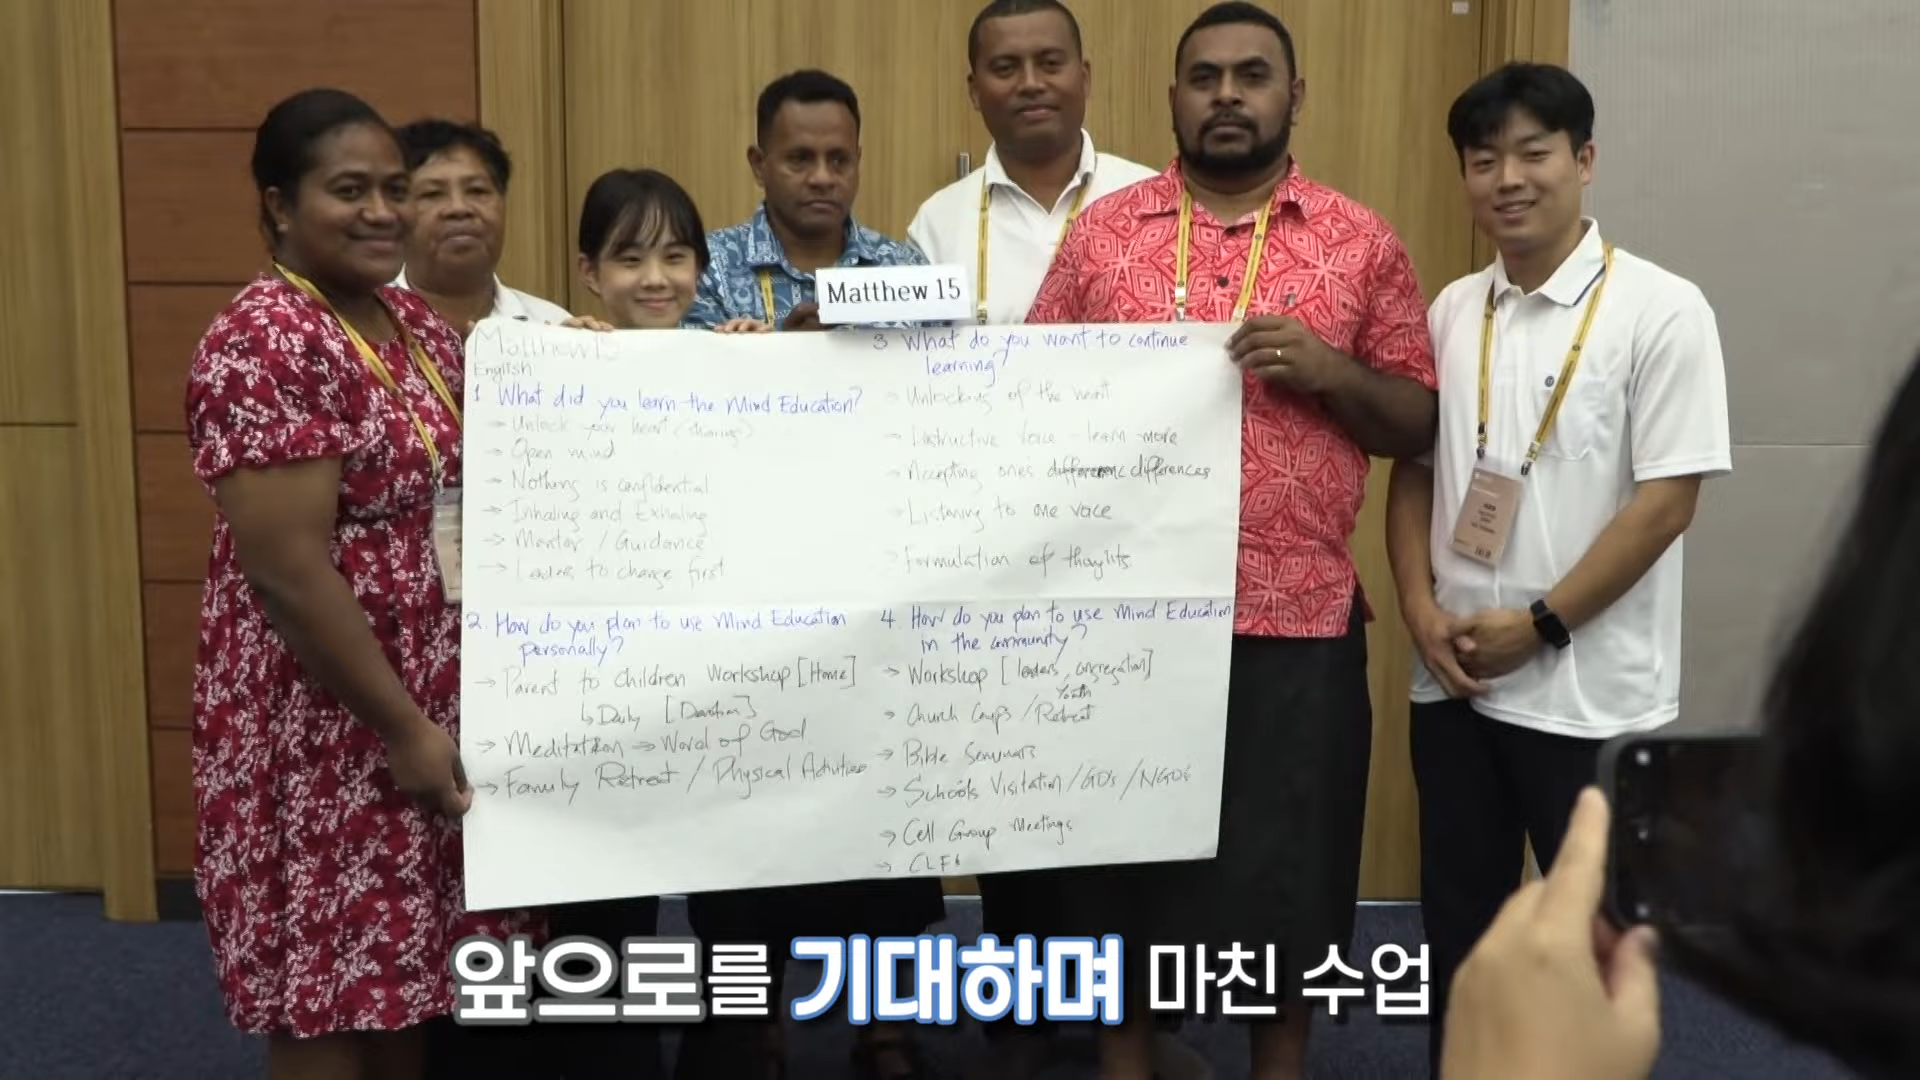 Matthew 15
Matthew 15
English
1 What did you learn the Mind Education?
→ Unlock your heart (sharing)
→ Open mind
→ Nothing is confidential
→ Inhaling and Exhaling
→ Mentor / Guidance
→ Leaders to change first
2. How do you plan to use Mind Education
personally?
→ Parent to children Workshop [Home]
↳ Daily [Devotion]
→ Meditation → Word of God
→ Family Retreat / Physical Activities
3 What do you want to continue
learning?
→ Unlocking of the heart
→ Instructive Voice - learn more
→ Accepting one's differences
→ Listening to one voice
→ Formulation of thoughts
4. How do you plan to use Mind Education
in the community?
→ Workshop [leaders, congregation]
Youth
→ Church Camps / Retreat
→ Bible Seminars
→ Schools Visitation / GO's / NGO's
→ Cell Group Meetings
→ CLF
앞으로를 기대하며 마친 수업